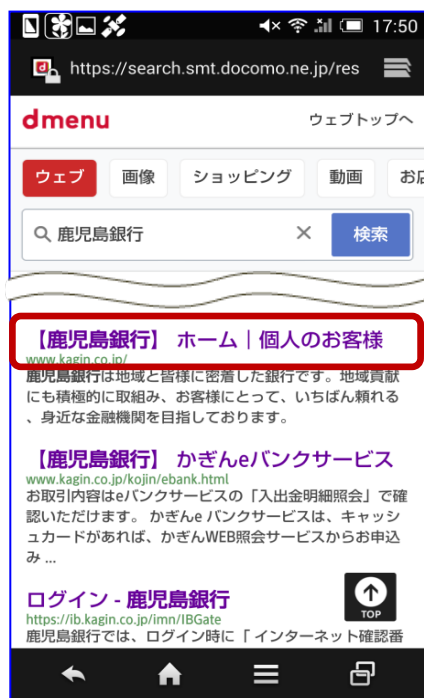 17:50
https://search.smt.docomo.ne.jp/res
dmenu
ウェブトップへ
ウェブ 画像 ショッピング 動画 お店
鹿児島銀行 × 検索
【鹿児島銀行】 ホーム｜個人のお客様
www.kagin.co.jp/
鹿児島銀行は地域と皆様に密着した銀行です。地域貢献
にも積極的に取組み、お客様にとって、いちばん頼れる
、身近な金融機関を目指しております。
【鹿児島銀行】 かぎんeバンクサービス
www.kagin.co.jp/kojin/ebank.html
お取引内容はeバンクサービスの「入出金明細照会」で確
認いただけます。 かぎんe バンクサービスは、キャッシ
ュカードがあれば、かぎんWEB照会サービスからお申込
み ...
ログイン - 鹿児島銀行
https://ib.kagin.co.jp/imn/IBGate
TOP
鹿児島銀行では、ログイン時に「 インターネット確認番